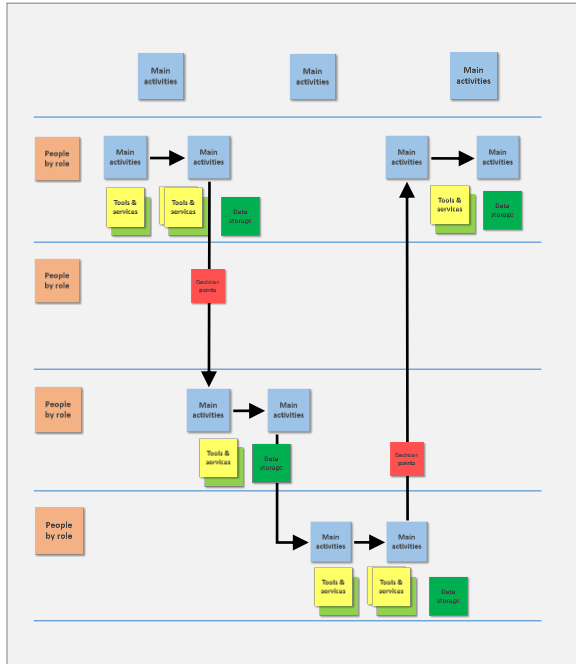 Main
activities
Main
activities
Main
activities
People
by role
Main
activities
Main
activities
Main
activities
Main
activities
Tools &
services
Tools &
services
Data
storage
Tools &
services
Data
storage
People
by role
Decision
points
People
by role
Main
activities
Main
activities
Tools &
services
Data
storage
Decision
points
People
by role
Main
activities
Main
activities
Tools &
services
Tools &
services
Data
storage